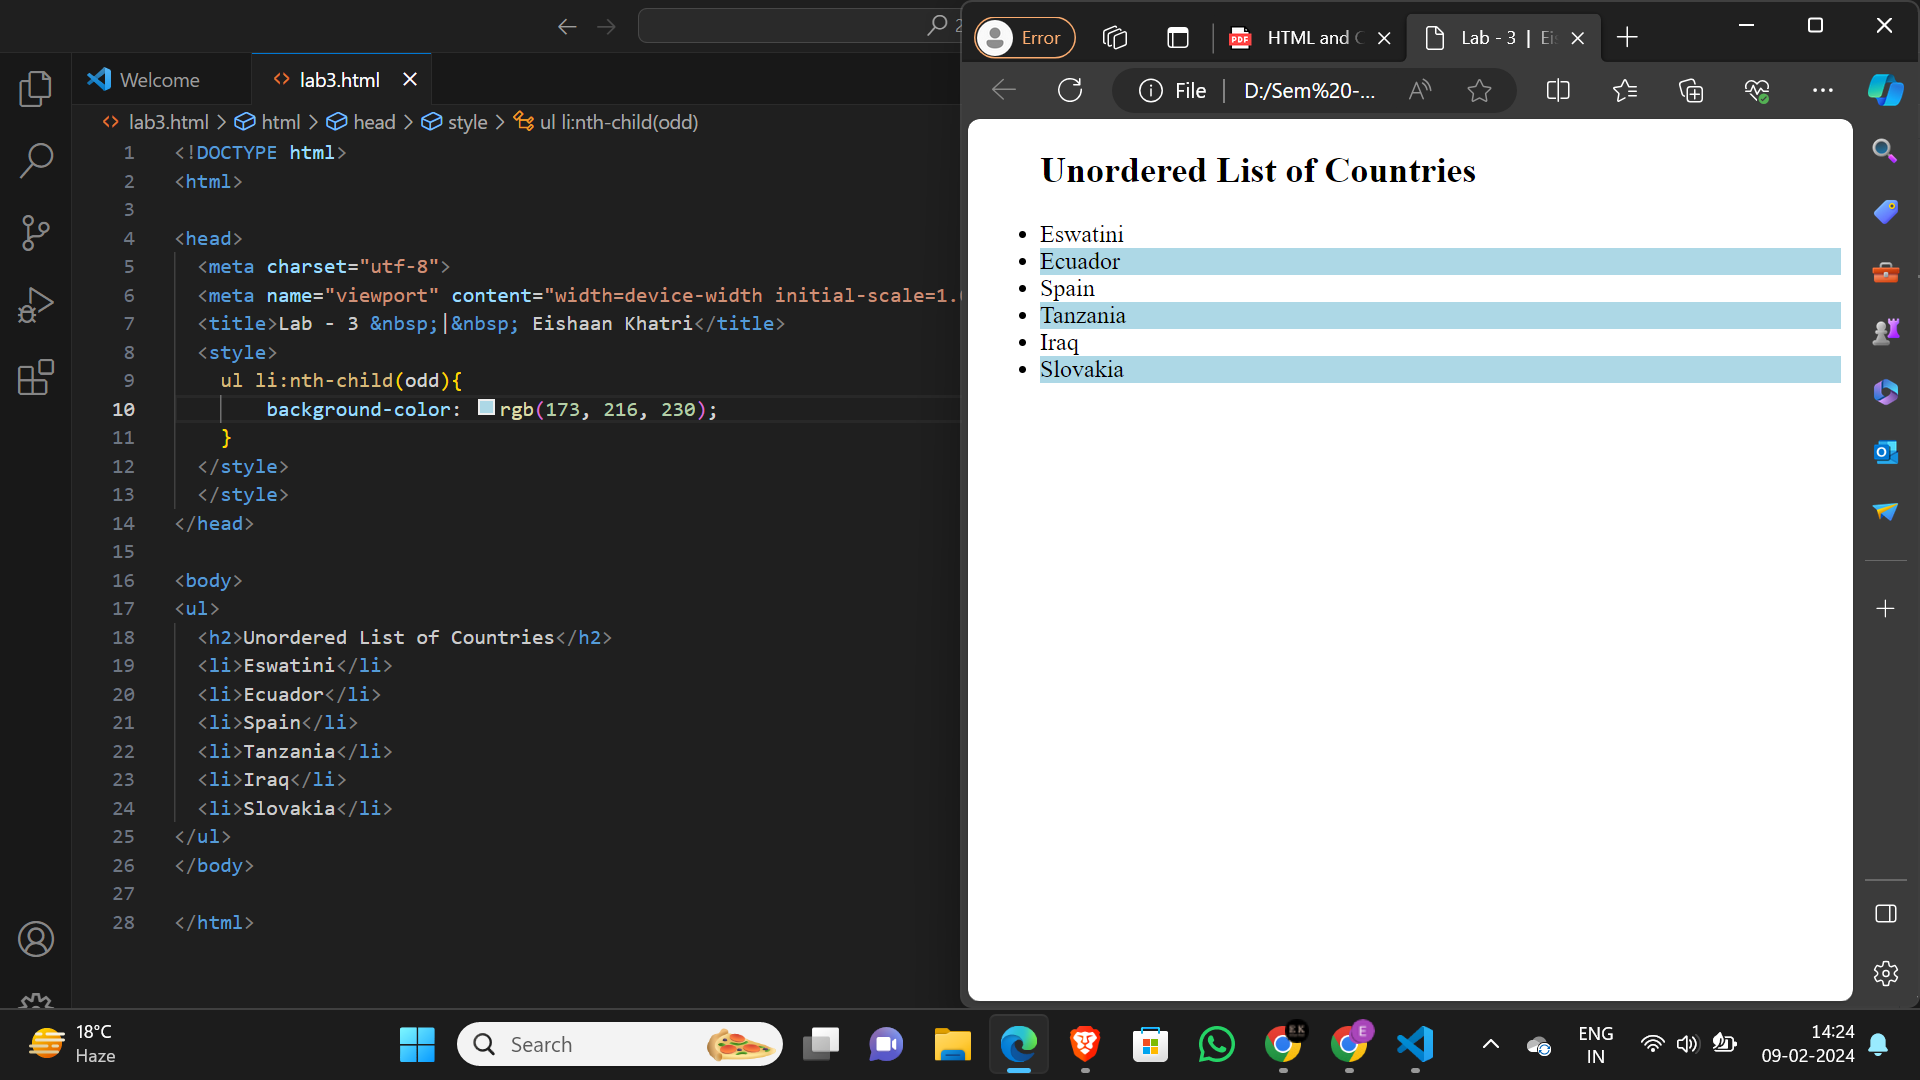 Welcome
lab3.html
lab3.html > html > head > style > ul li:nth-child(odd)
1 <!DOCTYPE html>
2 <html>
3
4 <head>
5 <meta charset="utf-8">
6 <meta name="viewport" content="width=device-width initial-scale=1.
7 <title>Lab - 3 &nbsp;|&nbsp; Eishaan Khatri</title>
8 <style>
9 ul li:nth-child(odd){
10 background-color: rgb(173, 216, 230);
11 }
12 </style>
13 </style>
14 </head>
15
16 <body>
17 <ul>
18 <h2>Unordered List of Countries</h2>
19 <li>Eswatini</li>
20 <li>Ecuador</li>
21 <li>Spain</li>
22 <li>Tanzania</li>
23 <li>Iraq</li>
24 <li>Slovakia</li>
25 </ul>
26 </body>
27
28 </html>
Error
PDF
HTML and
Lab - 3 | Eis
File
D:/Sem%20-...
Unordered List of Countries
• Eswatini
• Ecuador
• Spain
• Tanzania
• Iraq
• Slovakia
18°C
Haze
Search
EK
E
ENG
IN
14:24
09-02-2024